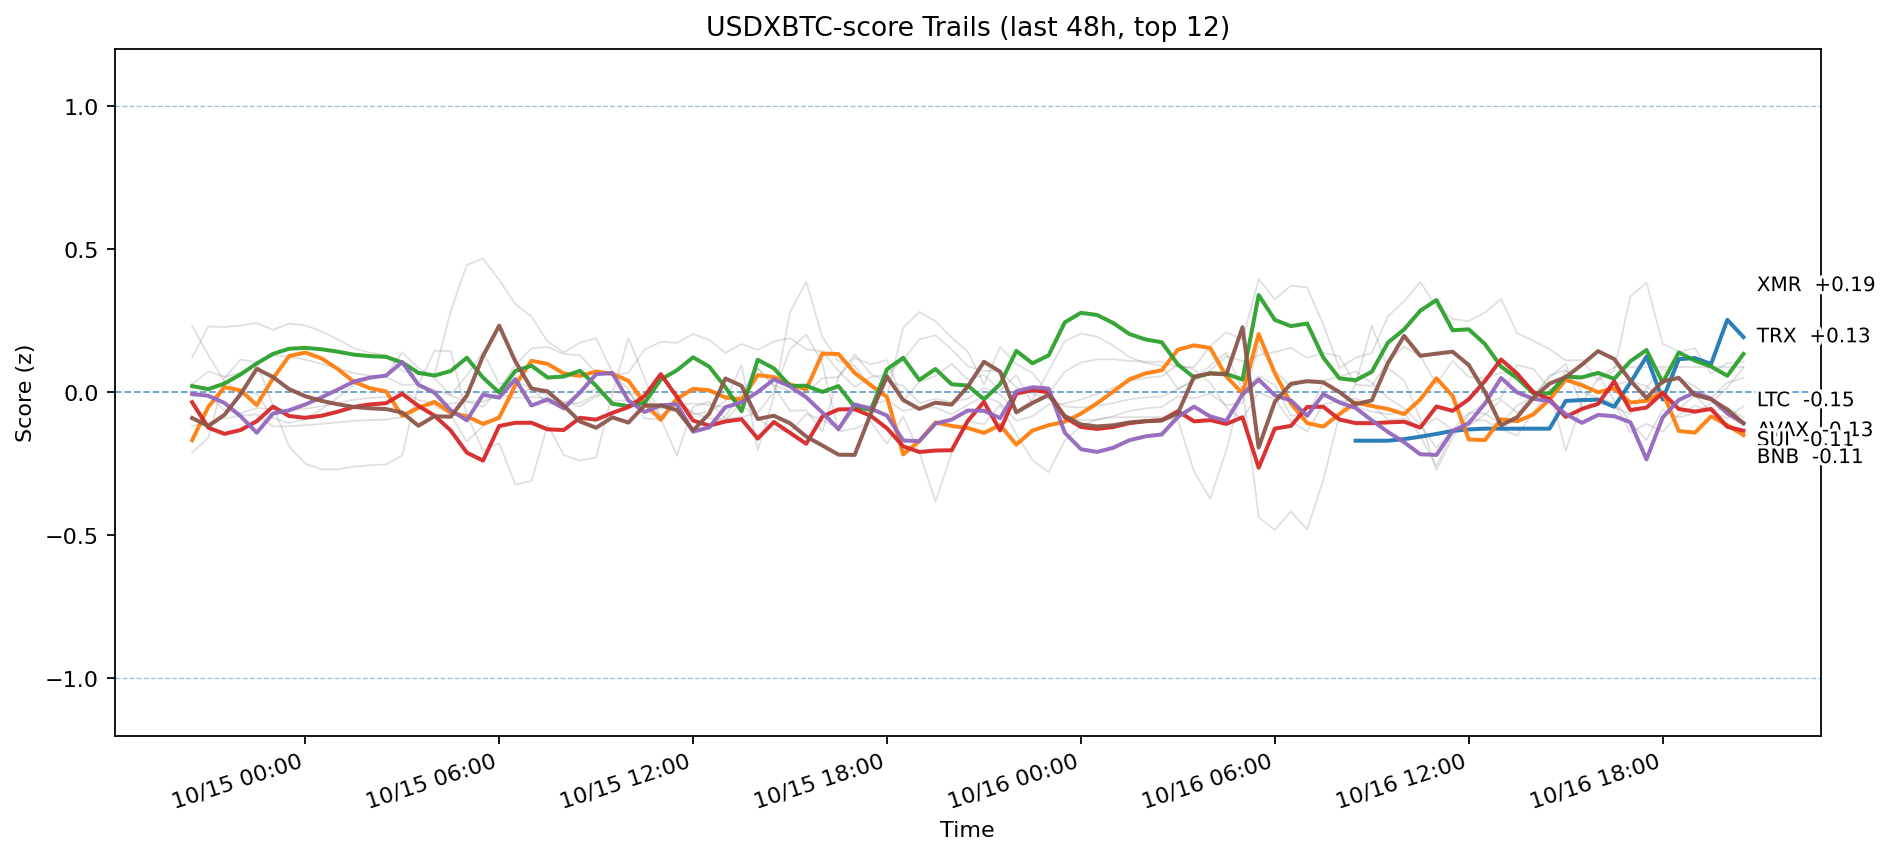 USDXBTC-score Trails (last 48h, top 12)
Score (z)
1.0
0.5
0.0
−0.5
−1.0
XMR +0.19
TRX +0.13
LTC -0.15
AVAX -0.13
SUI -0.11
BNB -0.11
10/15 00:00
10/15 06:00
10/15 12:00
10/15 18:00
10/16 00:00
10/16 06:00
10/16 12:00
10/16 18:00
Time